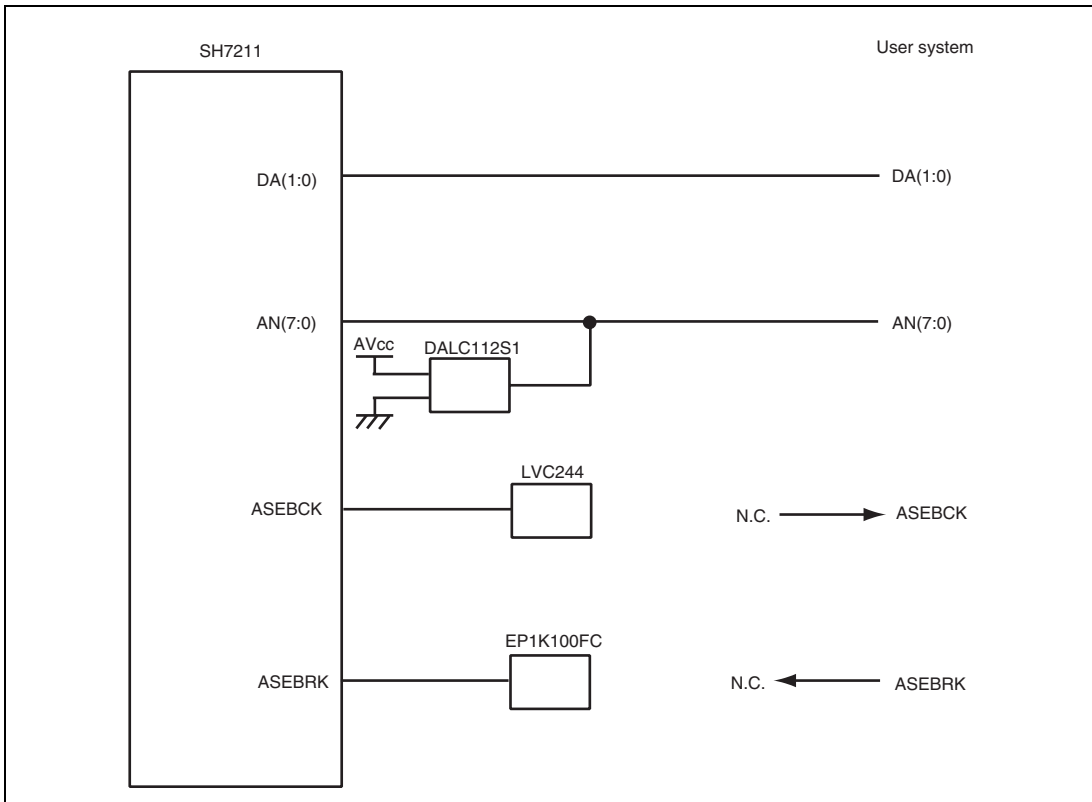 SH7211
User system
DA(1:0)
DA(1:0)
AN(7:0)
AN(7:0)
AVcc
DALC112S1
LVC244
ASEBCK
N.C.
ASEBCK
EP1K100FC
ASEBRK
N.C.
ASEBRK